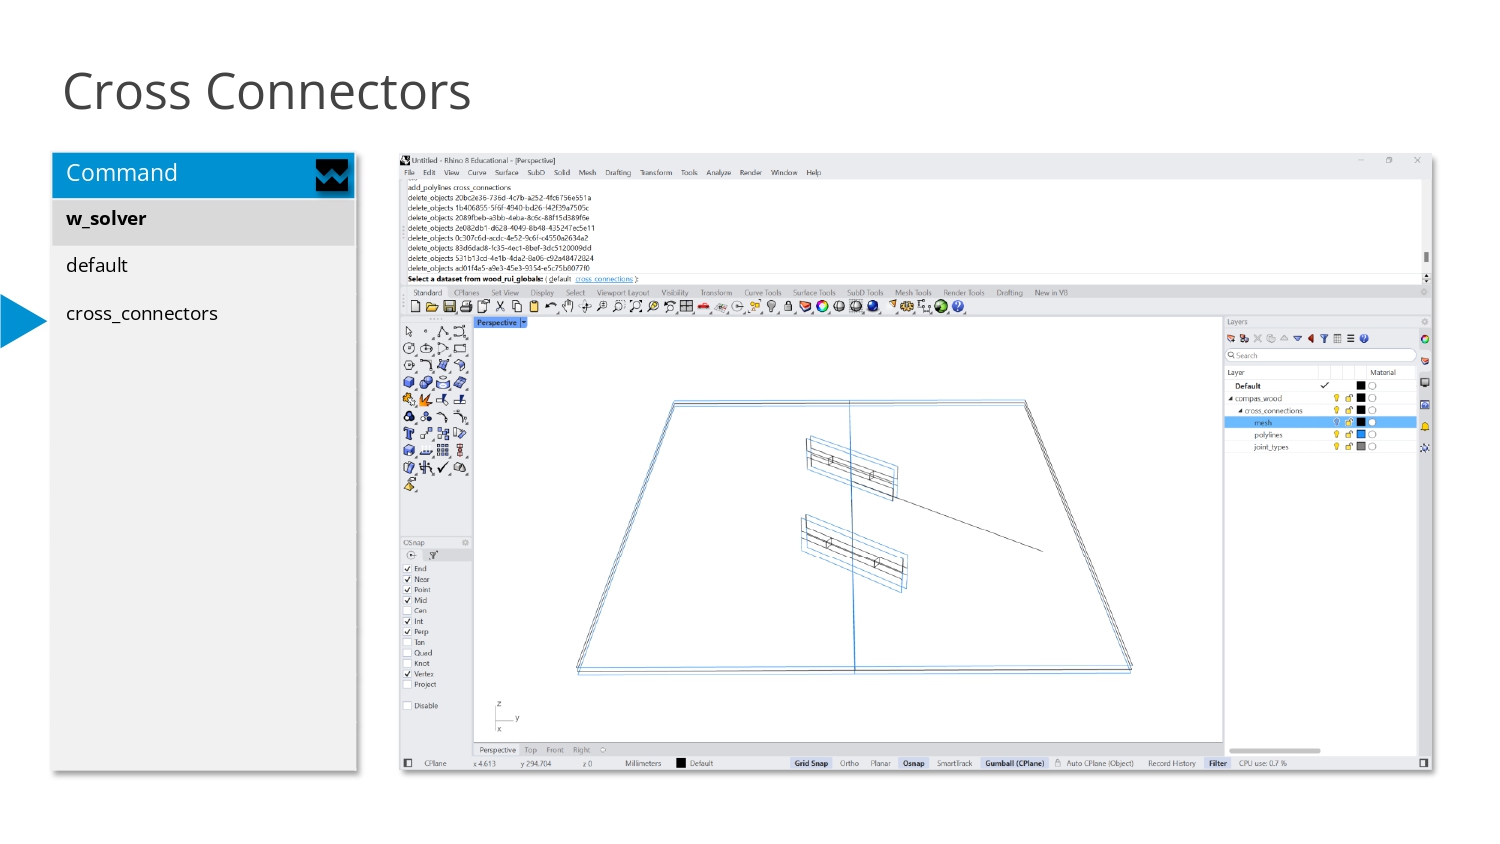 Cross Connectors
Command
w_solver
default
cross_connectors
Untitled - Rhino 8 Educational - [Perspective]
File Edit View Curve Surface SubD Solid Mesh Drafting Transform Tools Analyze Render Window Help
add_polylines cross_connections
delete_objects 20bc2e36-736d-4c7b-a252-4fc6756e551a
delete_objects 1b406855-5f6f-4940-bd26-f42f39a7505c
delete_objects 2089fbeb-a3bb-4eba-8c6c-88f15d389f6e
delete_objects 2e082db1-d628-4049-8b48-435247ec5e11
delete_objects 0c307c6d-acdc-4e52-9c6f-c4550a2634a2
delete_objects 83d6dad8-fc35-4ec1-8bef-3dc5120009dd
delete_objects 531b13cd-4e1b-4da2-8a06-c92a48472824
delete_objects ad01f4a5-a9e3-45e3-9354-e5c75b8077f0
Select a dataset from wood_rui_globals: ( default cross_connections ):
Standard CPlanes Set View Display Select Viewport Layout Visibility Transform Curve Tools Surface Tools SubD Tools Mesh Tools Render Tools Drafting New in V8
Perspective
Layers
Search
Layer Material
Default
compas_wood
cross_connections
mesh
polylines
joint_types
OSnap
End
Near
Point
Mid
Cen
Int
Perp
Tan
Quad
Knot
Vertex
Project
Disable
z
y
x
Perspective Top Front Right
CPlane x 4.613 y 294.704 z 0 Millimeters Default Grid Snap Ortho Planar Osnap SmartTrack Gumball (CPlane) Auto CPlane (Object) Record History Filter CPU use: 0.7 %